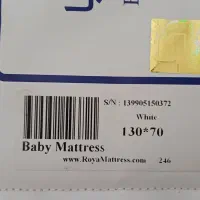 S/N : 139905150372
White
130*70
Baby Mattress
www.RoyaMattress.com 246